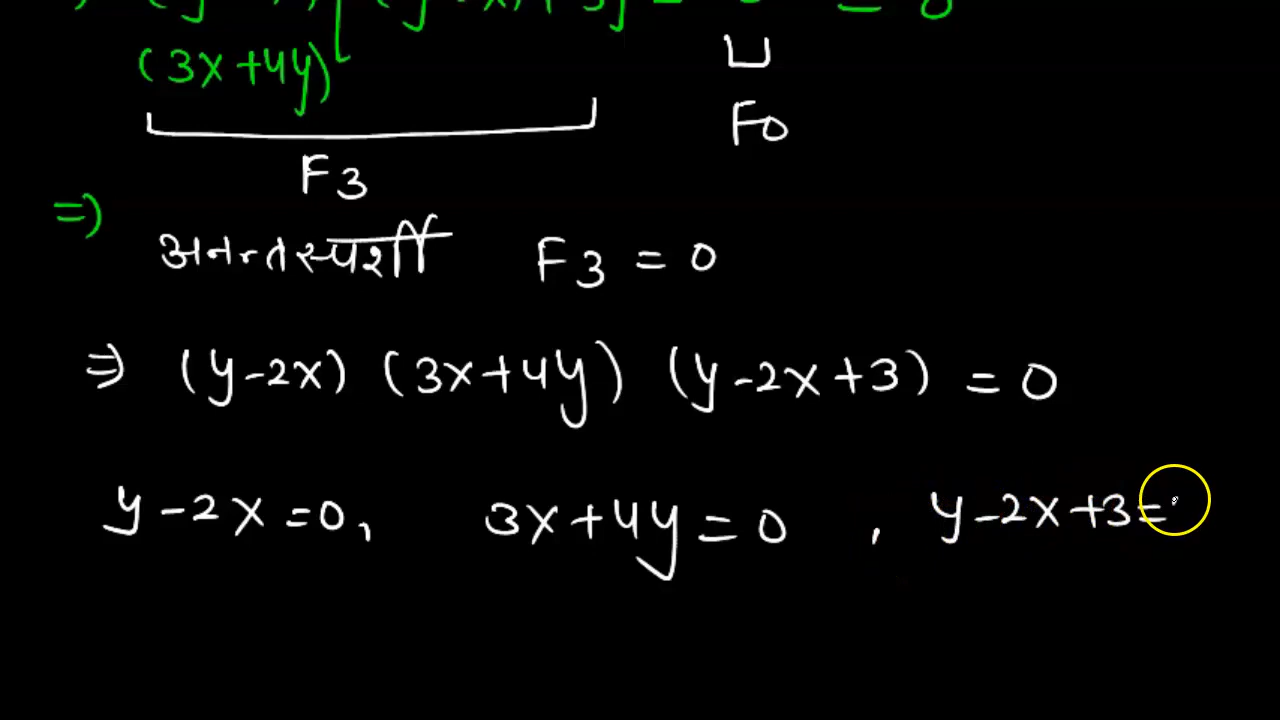 (3x+4y)
F3 F0
=>
अनन्तस्पर्शी F3 = 0
=> (y-2x) (3x+4y) (y-2x+3) = 0
y-2x=0, 3x+4y=0 , y-2x+3=